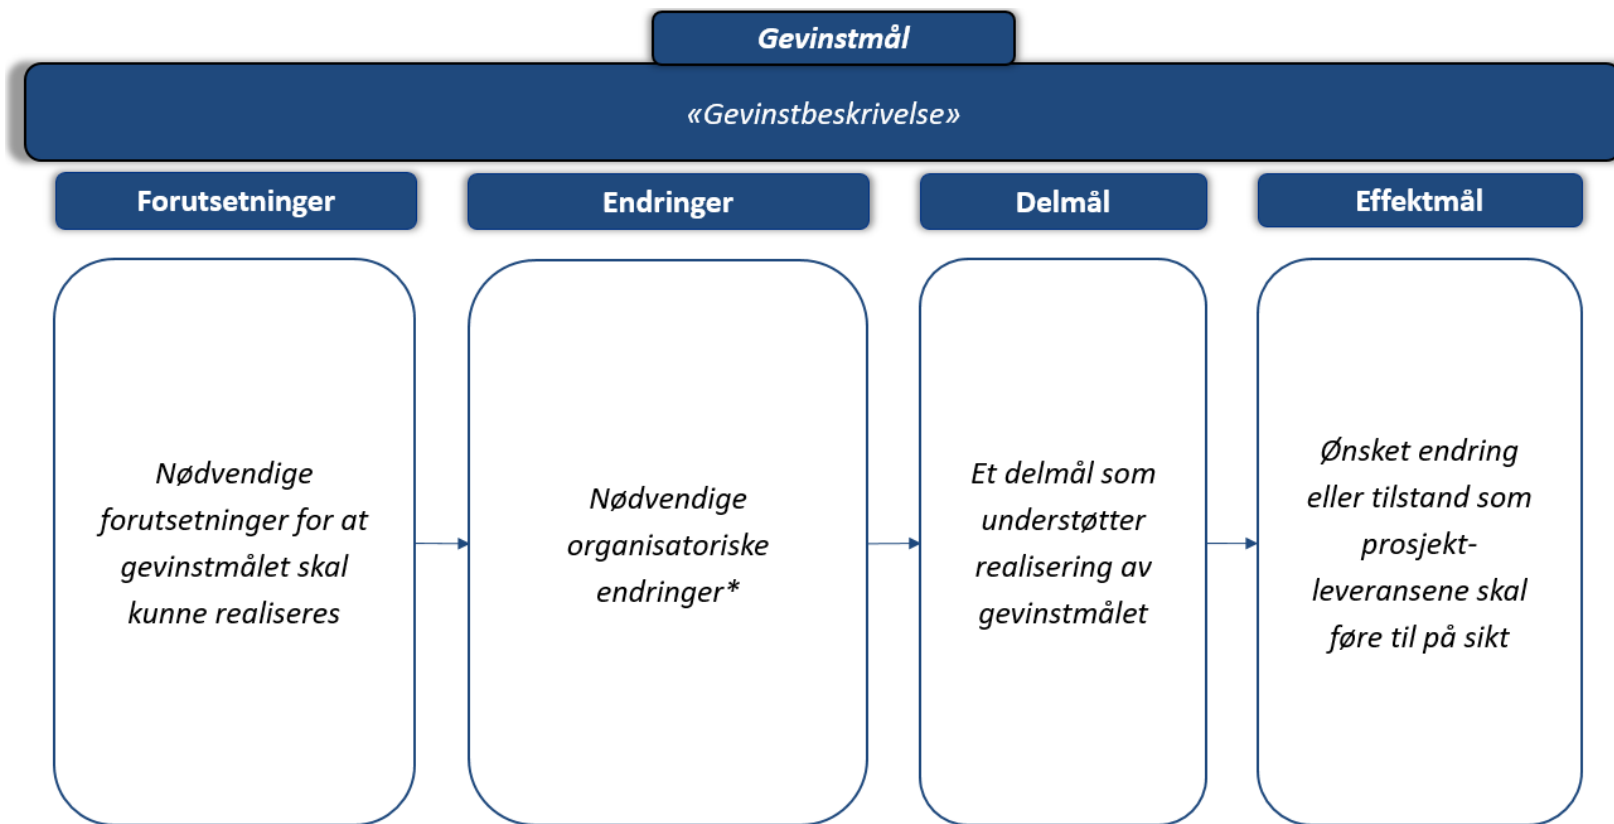 Gevinstmål
«Gevinstbeskrivelse»
Forutsetninger
Endringer
Delmål
Effektmål
Nødvendige
forutsetninger for at
gevinstmålet skal
kunne realiseres
Nødvendige
organisatoriske
endringer*
Et delmål som
understøtter
realisering av
gevinstmålet
Ønsket endring
eller tilstand som
prosjekt-
leveransene skal
føre til på sikt